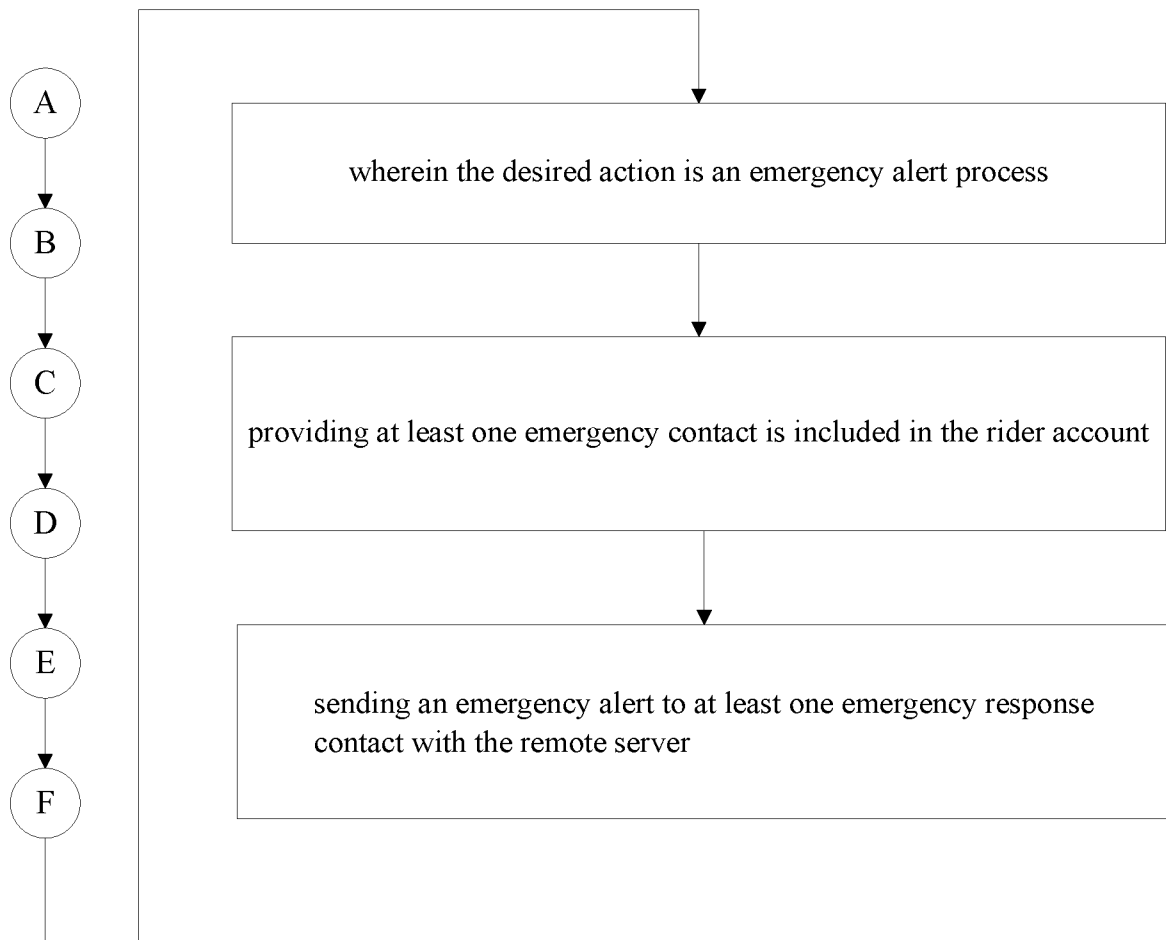 A
B
C
D
E
F
wherein the desired action is an emergency alert process
providing at least one emergency contact is included in the rider account
sending an emergency alert to at least one emergency response
contact with the remote server